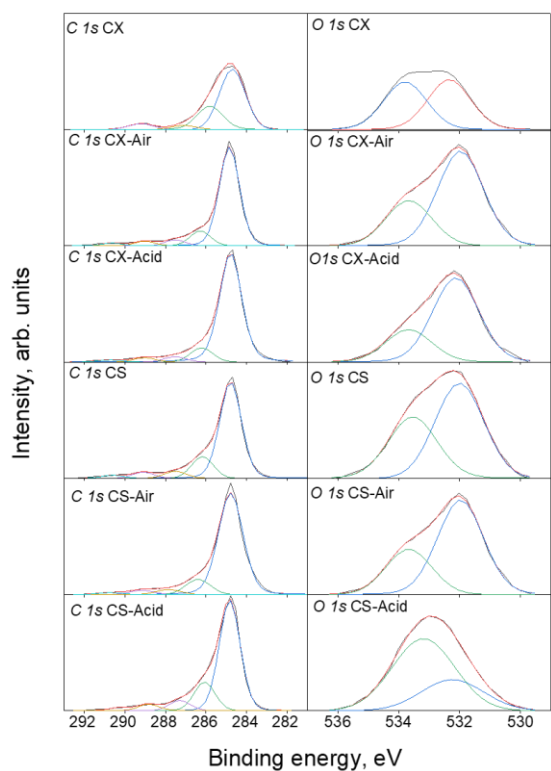 C 1s CX
O 1s CX
C 1s CX-Air
O 1s CX-Air
C 1s CX-Acid
O1s CX-Acid
C 1s CS
O 1s CS
C 1s CS-Air
O 1s CS-Air
C 1s CS-Acid
O 1s CS-Acid
Intensity, arb. units
292 290 288 286 284 282
536 534 532 530
Binding energy, eV